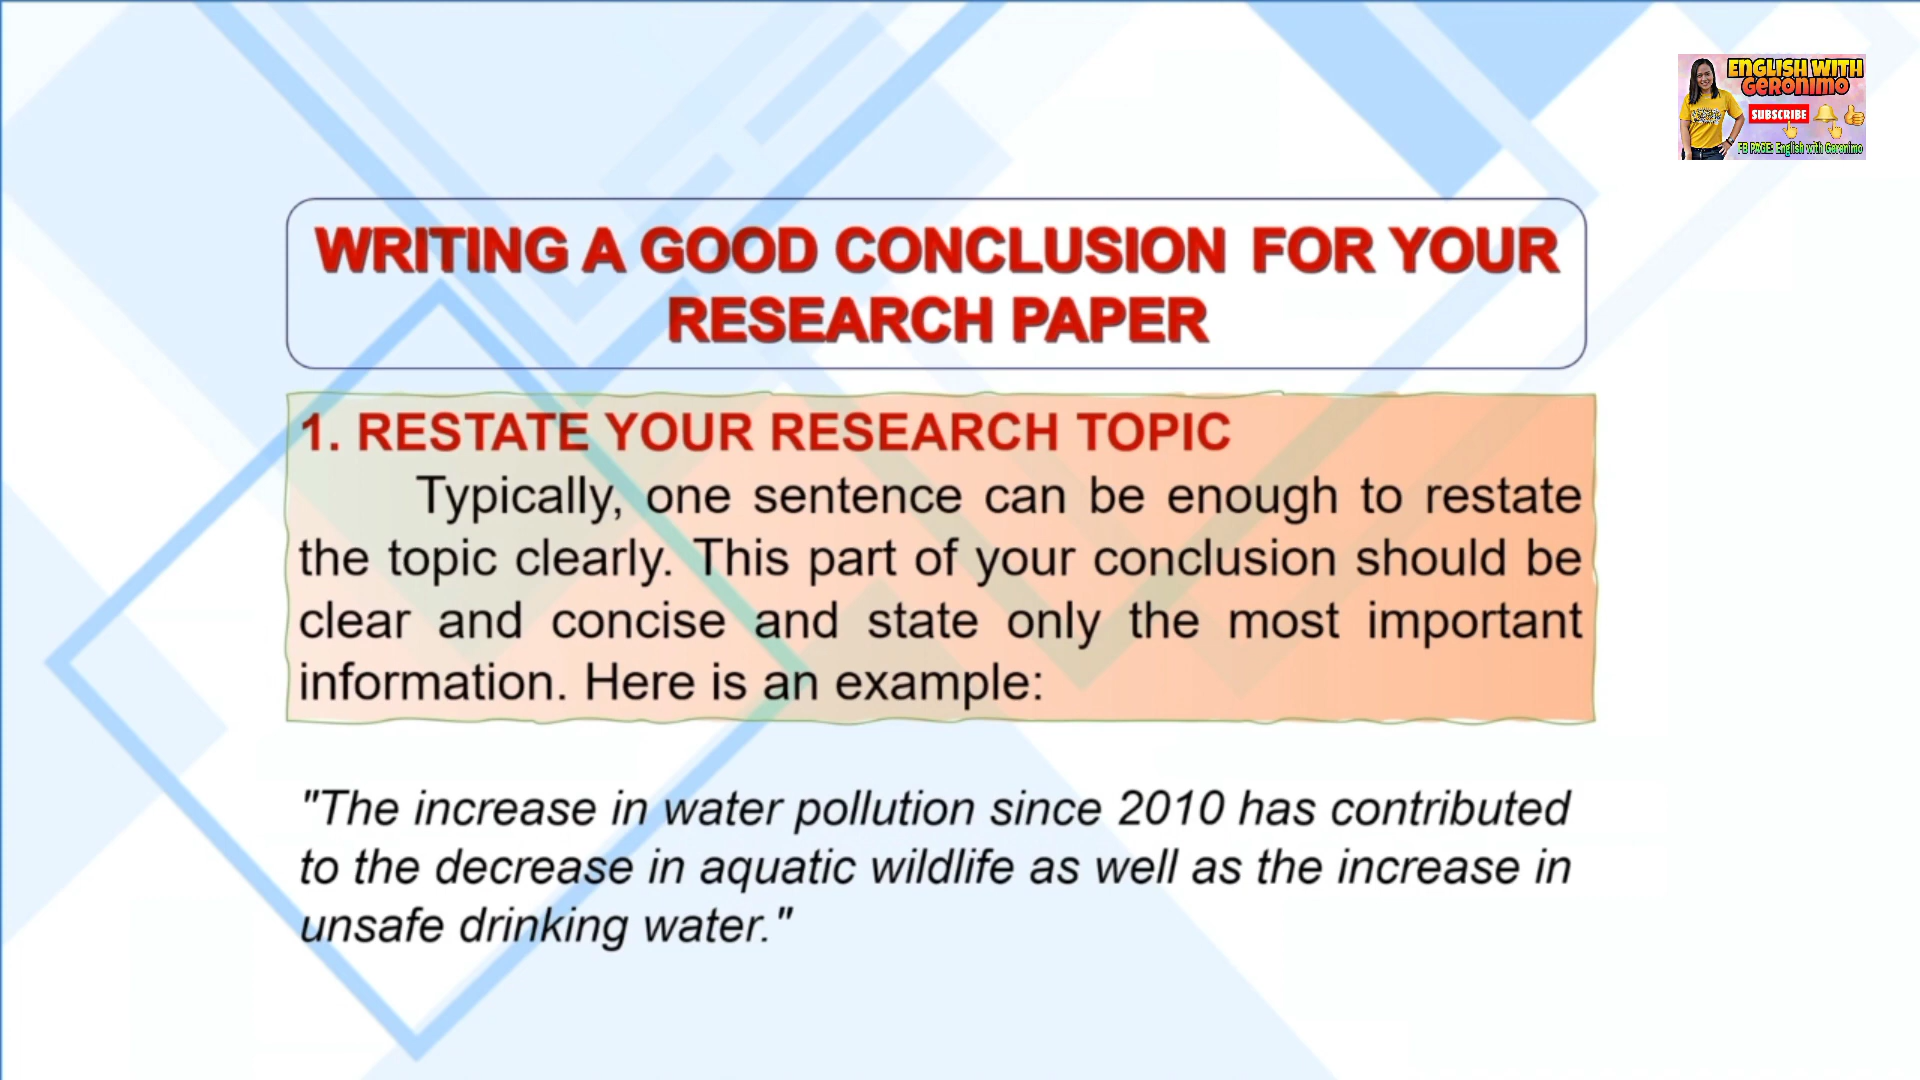 ENGLISH WITH
GERONIMO
SUBSCRIBE
FB PAGE: English with Geronimo
WRITING A GOOD CONCLUSION FOR YOUR
RESEARCH PAPER
1. RESTATE YOUR RESEARCH TOPIC
Typically, one sentence can be enough to restate
the topic clearly. This part of your conclusion should be
clear and concise and state only the most important
information. Here is an example:
"The increase in water pollution since 2010 has contributed
to the decrease in aquatic wildlife as well as the increase in
unsafe drinking water."